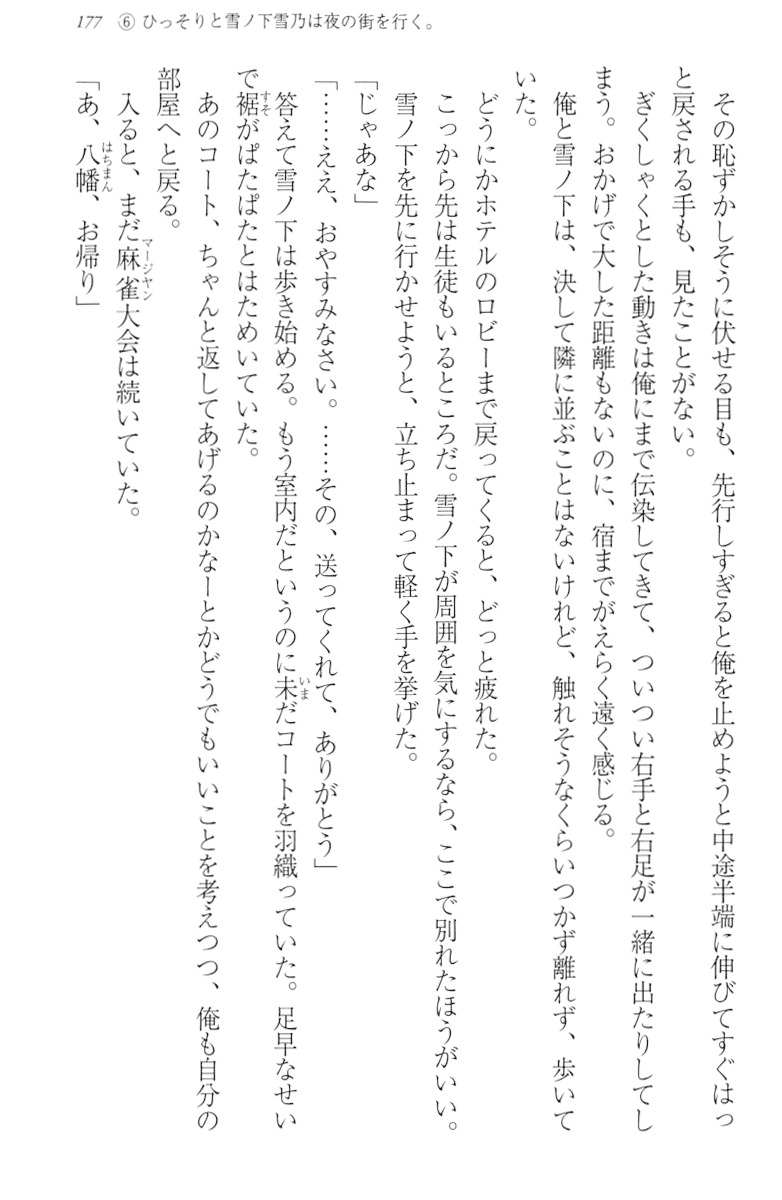 177 ⑥ ひっそりと雪ノ下雪乃は夜の街を行く。
その恥ずかしそうに伏せる目も、先行しすぎると俺を止めようと中途半端に伸びてすぐはっ
と戻される手も、見たことがない。
ぎくしゃくとした動きは俺にまで伝染してきて、ついつい右手と右足が一緒に出たりしてし
まう。おかげで大した距離もないのに、宿までがえらく遠く感じる。
俺と雪ノ下は、決して隣に並ぶことはないけれど、触れそうなくらいつかず離れず、歩いて
いた。
どうにかホテルのロビーまで戻ってくると、どっと疲れた。
こっから先は生徒もいるところだ。雪ノ下が周囲を気にするなら、ここで別れたほうがいい。
雪ノ下を先に行かせようと、立ち止まって軽く手を挙げた。
「じゃあな」
「……ええ、おやすみなさい。……その、送ってくれて、ありがとう」
答えて雪ノ下は歩き始める。もう室内だというのに未だコートを羽織っていた。足早なせい
で裾がぱたぱたとはためいていた。
あのコート、ちゃんと返してあげるのかなーとかどうでもいいことを考えつつ、俺も自分の
部屋へと戻る。
入ると、まだ麻雀大会は続いていた。
「あ、八幡、お帰り」